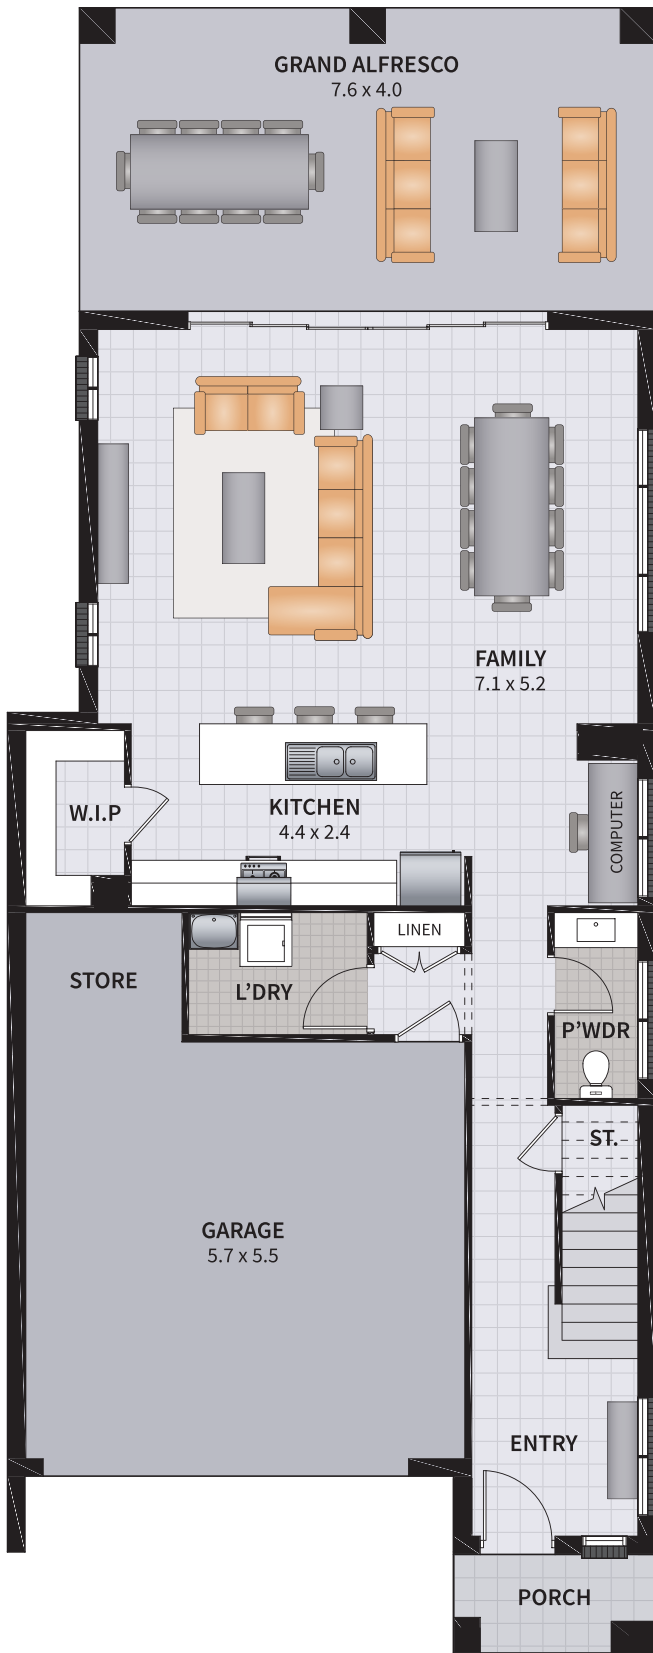 GRAND ALFRESCO
7.6 x 4.0
FAMILY
7.1 x 5.2
W.I.P
KITCHEN
4.4 x 2.4
COMPUTER
LINEN
STORE
L'DRY
P'WDR
ST.
GARAGE
5.7 x 5.5
ENTRY
PORCH